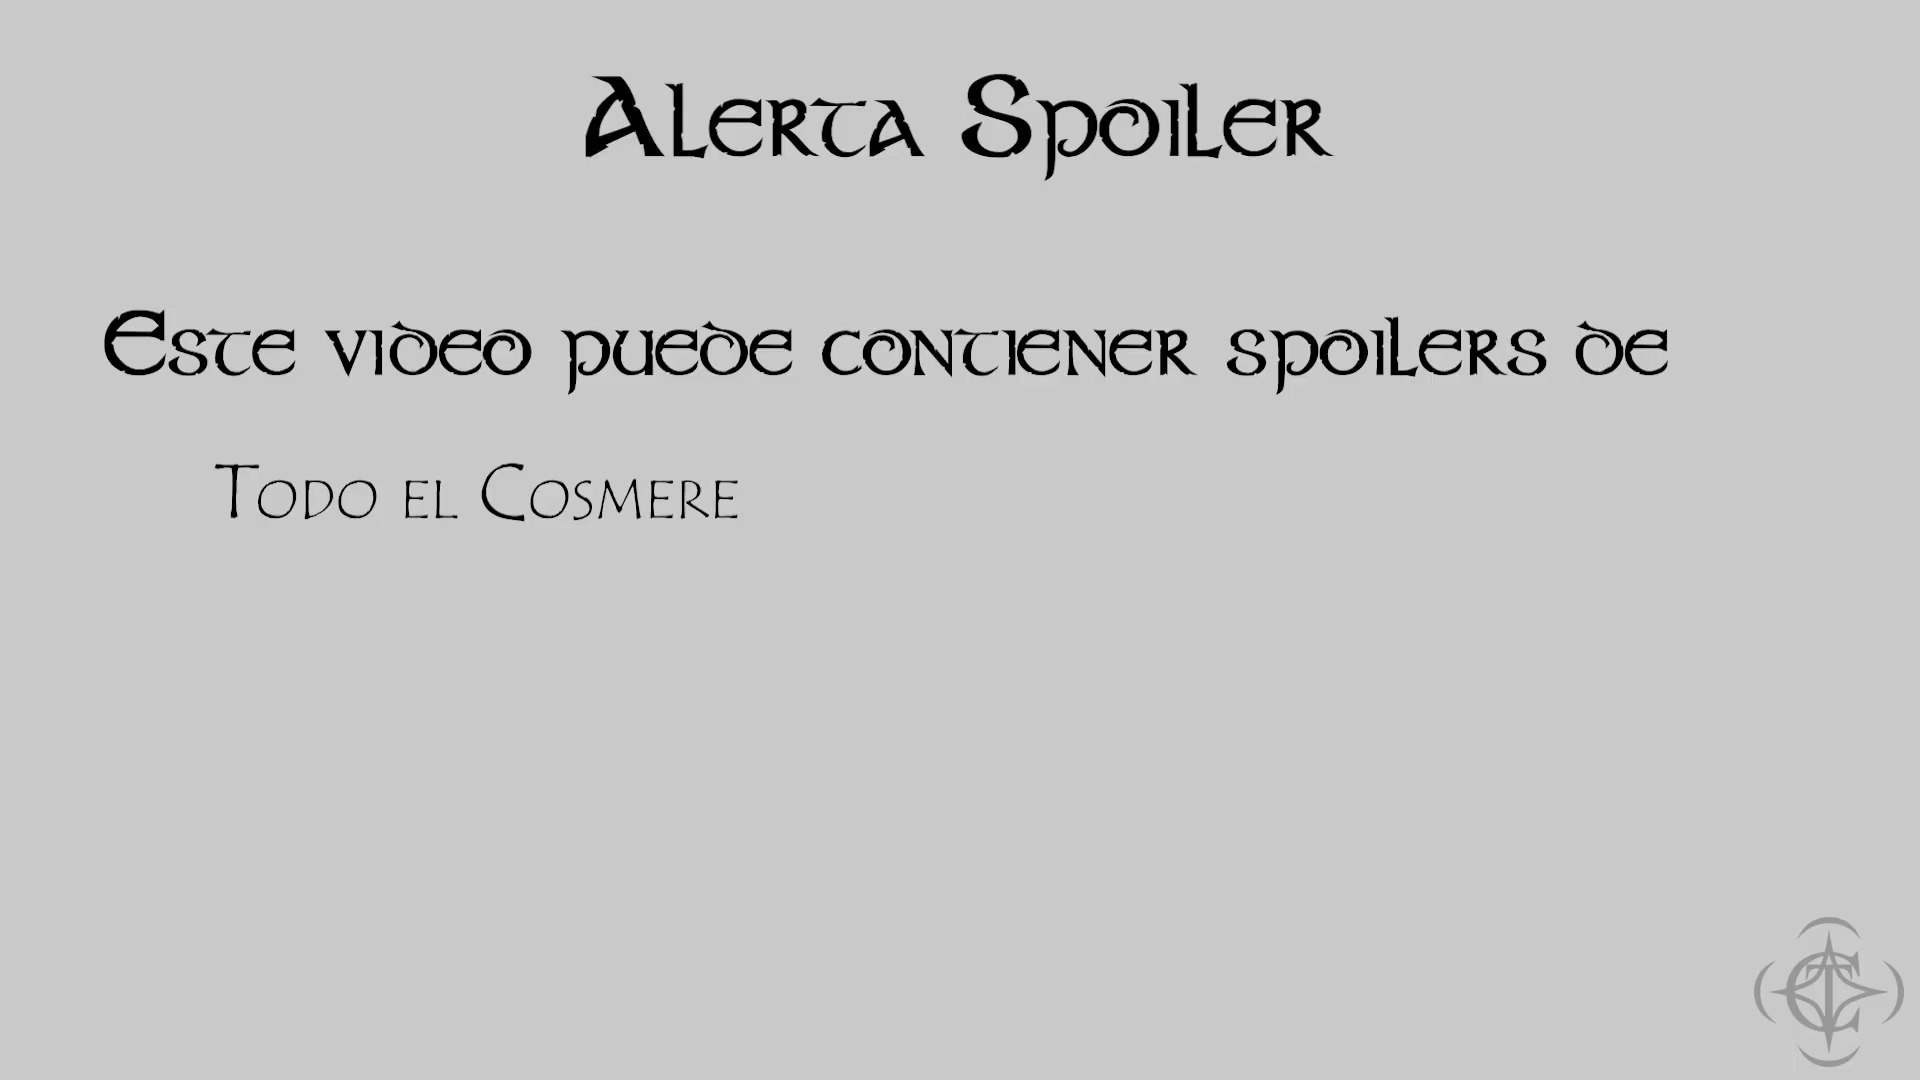 Alerta Spoiler
Este video puede contiener spoilers de
Todo el Cosmere